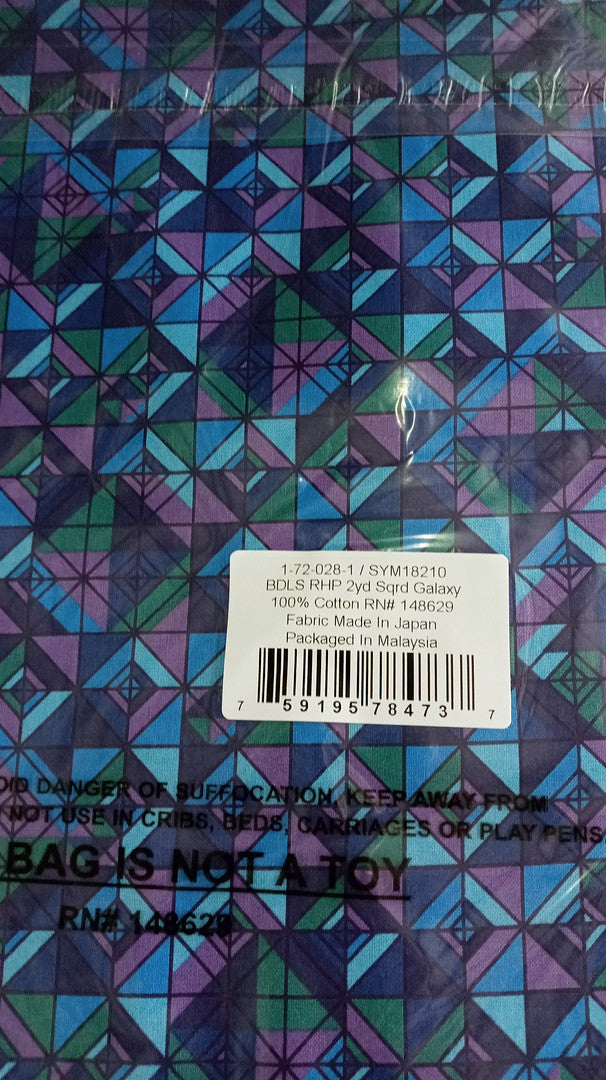 1-72-028-1 / SYM18210
BDLS RHP 2yd Sqrd Galaxy
100% Cotton RN# 148629
Fabric Made In Japan
Packaged In Malaysia
7 59195 78473 7
DANGER OF SUFFOCATION, KEEP AWAY FROM
NOT USE IN CRIBS, BEDS, CARRIAGES OR PLAY PENS
BAG IS NOT A TOY
RN# 148629